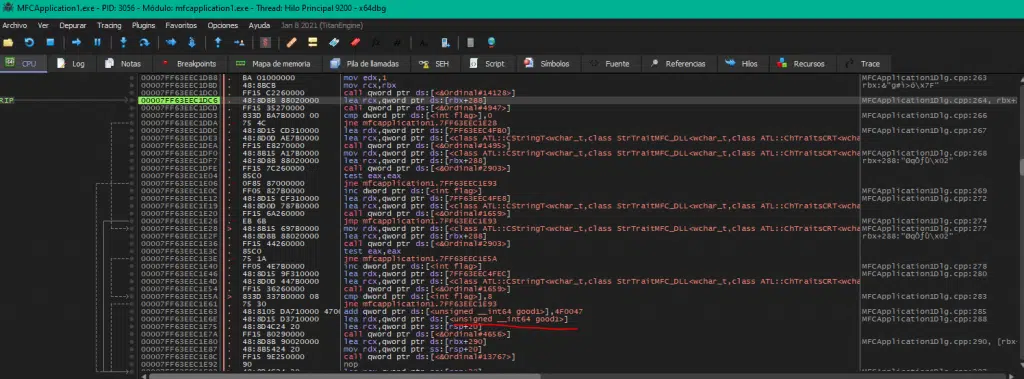 MFCApplication1.exe - PID: 3056 - Módulo: mfcapplication1.exe - Thread: Hilo Principal 9200 - x64dbg
Archivo Ver Depurar Tracing Plugins Favoritos Opciones Ayuda Jan 8 2021 (TitanEngine)
CPU Log Notas Breakpoints Mapa de memoria Pila de llamadas SEH Script Símbolos Fuente Referencias Hilos Recursos Trace
00007FF63EEC1DB8 BA 01000000 mov edx,1 MFCApplication1Dlg.cpp:263
00007FF63EEC1DBD 48:8BCB mov rcx,rbx
00007FF63EEC1DC0 FF15 C2260000 call qword ptr ds:[<&Ordinal#14128>]
RIP 00007FF63EEC1DC6 48:8D8B 88020000 lea rcx,qword ptr ds:[rbx+288] MFCApplication1Dlg.cpp:264, rbx+
00007FF63EEC1DCD FF15 35270000 call qword ptr ds:[<&Ordinal#4947>]
00007FF63EEC1DD3 833D BA7B0000 00 cmp dword ptr ds:[<int flag>],0 MFCApplication1Dlg.cpp:266
00007FF63EEC1DDA 75 4C jne mfcapplication1.7FF63EEC1E28
00007FF63EEC1DDC 48:8D15 CD310000 lea rdx,qword ptr ds:[7FF63EEC4FB0] MFCApplication1Dlg.cpp:267
48:8D0D AE7B0000 lea rcx,qword ptr ds:[<class ATL::CStringT<wchar_t,class StrTraitMFC_DLL<wchar_t,class ATL::ChTraitsCRT<wcha
FF15 E8270000 call qword ptr ds:[<&Ordinal#1495>]
00007FF63EEC1DF0 48:8B15 A17B0000 mov rdx,qword ptr ds:[<class ATL::CStringT<wchar_t,class StrTraitMFC_DLL<wchar_t,class ATL::ChTraitsCRT<wcha MFCApplication1Dlg.cpp:268
00007FF63EEC1DF7 48:8D8B 88020000 lea rcx,qword ptr ds:[rbx+288]
00007FF63EEC1DFE FF15 7C260000 call qword ptr ds:[<&Ordinal#2903>]
00007FF63EEC1E04 85C0 test eax,eax
00007FF63EEC1E06 0F85 87000000 jne mfcapplication1.7FF63EEC1E93
00007FF63EEC1E0C FF05 827B0000 inc dword ptr ds:[<int flag>] MFCApplication1Dlg.cpp:269
48:8D15 CF310000 lea rdx,qword ptr ds:[7FF63EEC4FE8] MFCApplication1Dlg.cpp:272
48:8D0D 787B0000 lea rcx,qword ptr ds:[<class ATL::CStringT<wchar_t,class StrTraitMFC_DLL<wchar_t,class ATL::ChTraitsCRT<wcha
00007FF63EEC1E20 FF15 6A260000 call qword ptr ds:[<&Ordinal#1659>]
00007FF63EEC1E26 EB 6B jmp mfcapplication1.7FF63EEC1E93 MFCApplication1Dlg.cpp:274
00007FF63EEC1E28 48:8B15 697B0000 mov rdx,qword ptr ds:[<class ATL::CStringT<wchar_t,class StrTraitMFC_DLL<wchar_t,class ATL::ChTraitsCRT<wcha MFCApplication1Dlg.cpp:277
48:8D8B 88020000 lea rcx,qword ptr ds:[rbx+288]
FF15 44260000 call qword ptr ds:[<&Ordinal#2903>]
00007FF63EEC1E3C 85C0 test eax,eax
00007FF63EEC1E3E 75 1A jne mfcapplication1.7FF63EEC1E5A
00007FF63EEC1E40 FF05 4E7B0000 inc dword ptr ds:[<int flag>] MFCApplication1Dlg.cpp:278
00007FF63EEC1E46 48:8D15 9F310000 lea rdx,qword ptr ds:[7FF63EEC4FEC] MFCApplication1Dlg.cpp:280
00007FF63EEC1E4D 48:8D0D 447B0000 lea rcx,qword ptr ds:[<class ATL::CStringT<wchar_t,class StrTraitMFC_DLL<wchar_t,class ATL::ChTraitsCRT<wcha
00007FF63EEC1E54 FF15 36260000 call qword ptr ds:[<&Ordinal#1659>]
00007FF63EEC1E5A 833D 337B0000 08 cmp dword ptr ds:[<int flag>],8 MFCApplication1Dlg.cpp:283
00007FF63EEC1E61 75 30 jne mfcapplication1.7FF63EEC1E93
00007FF63EEC1E63 48:8105 DA710000 add qword ptr ds:[<unsigned __int64 good1>],4F0047 MFCApplication1Dlg.cpp:285
48:8D15 D3710000 lea rdx,qword ptr ds:[<unsigned __int64 good1>] MFCApplication1Dlg.cpp:288
00007FF63EEC1E75 48:8D4C24 20 lea rcx,qword ptr ss:[rsp+20]
00007FF63EEC1E7A FF15 80290000 call qword ptr ds:[<&Ordinal#4656>]
00007FF63EEC1E80 48:8D8B 90020000 lea rcx,qword ptr ds:[rbx+290] MFCApplication1Dlg.cpp:290, [rbx-
00007FF63EEC1E87 48:8B5424 20 mov rdx,qword ptr ss:[rsp+20]
00007FF63EEC1E8C FF15 9E250000 call qword ptr ds:[<&Ordinal#13767>]
00007FF63EEC1E92 90 nop